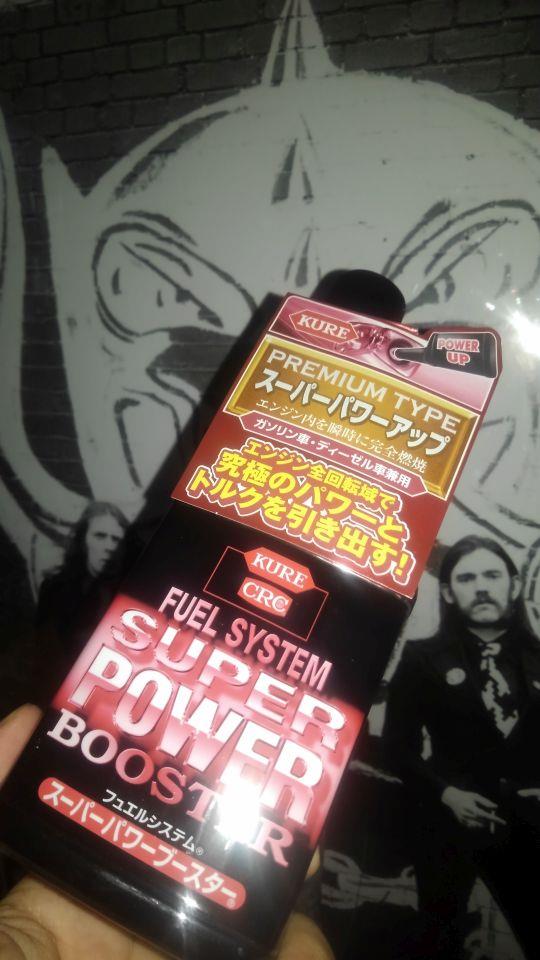 KURE
POWER
UP
PREMIUM TYPE
スーパーパワーアップ
エンジン内を瞬時に完全燃焼
ガソリン車・ディーゼル車兼用
エンジン全回転域で
究極のパワーと
トルクを引き出す!
KURE
CRC
FUEL SYSTEM
SUPER
POWER
BOOSTER
フュエルシステム®
スーパーパワーブースター®